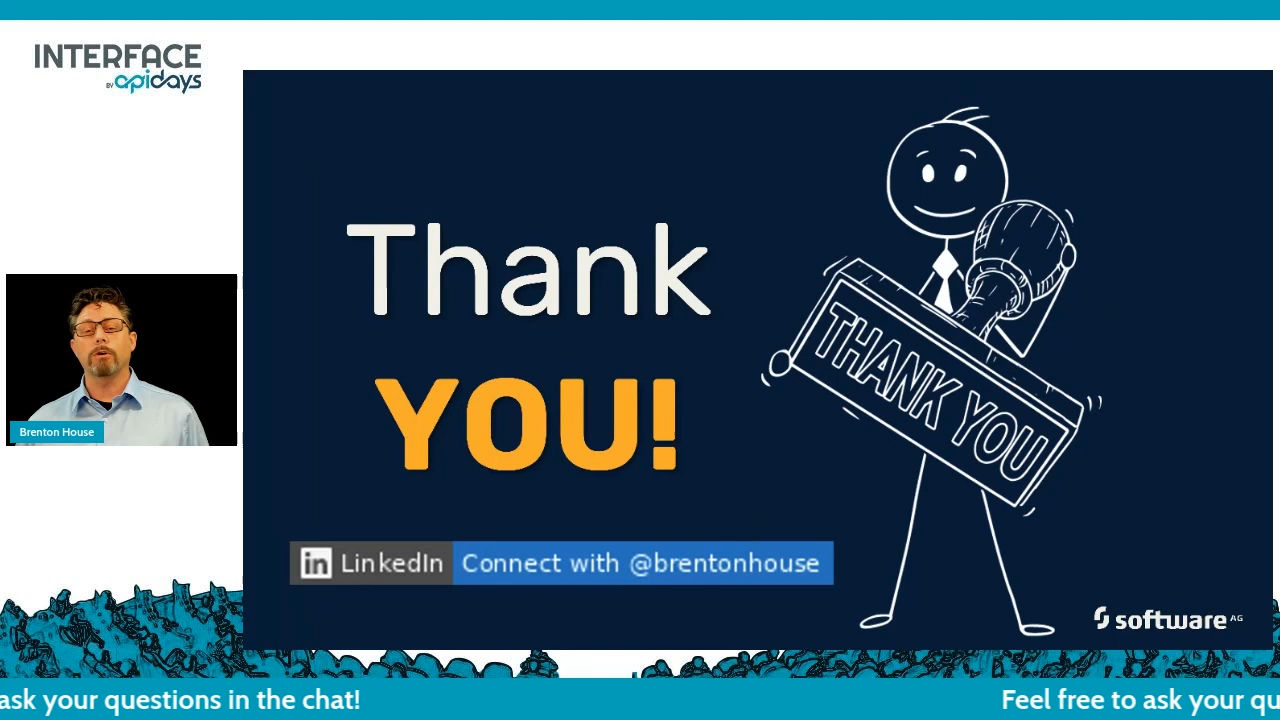 INTERFACE
BY apidays
Thank
YOU!
THANK YOU
in LinkedIn Connect with @brentonhouse
Brenton House
software AG
ask your questions in the chat!
Feel free to ask your qu